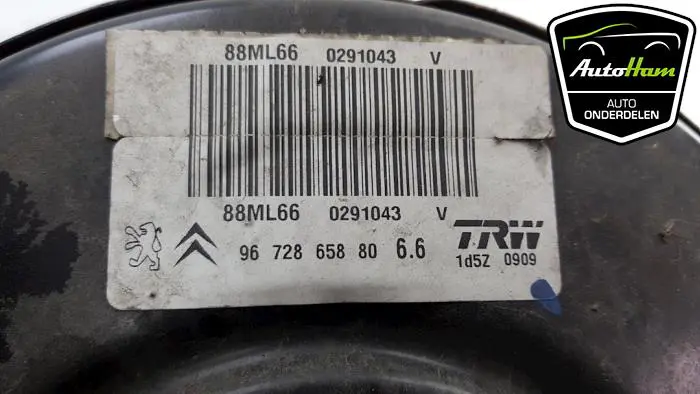 88ML66 0291043 V
88ML66 0291043 V
96 728 658 80 6.6
TRW
1d5Z 0909
AutoHam
AUTO
ONDERDELEN